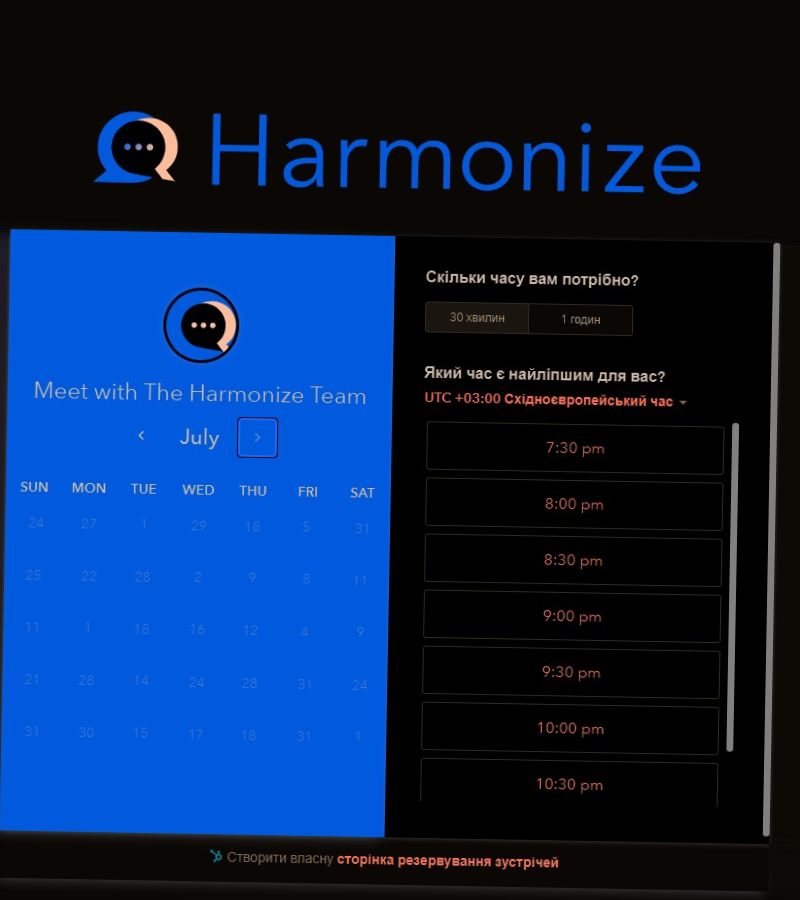 Harmonize
Meet with The Harmonize Team
July
SUN MON TUE WED THU FRI SAT
24 27 1 29 18 5 31
25 22 28 2 9 8 11
11 1 18 16 12 4 9
21 28 14 24 28 31 24
31 30 15 17 18 31 1
Скільки часу вам потрібно?
30 хвилин 1 годин
Який час є найліпшим для вас?
UTC +03:00 Східноєвропейський час
7:30 pm
8:00 pm
8:30 pm
9:00 pm
9:30 pm
10:00 pm
10:30 pm
Створити власну сторінка резервування зустрічей